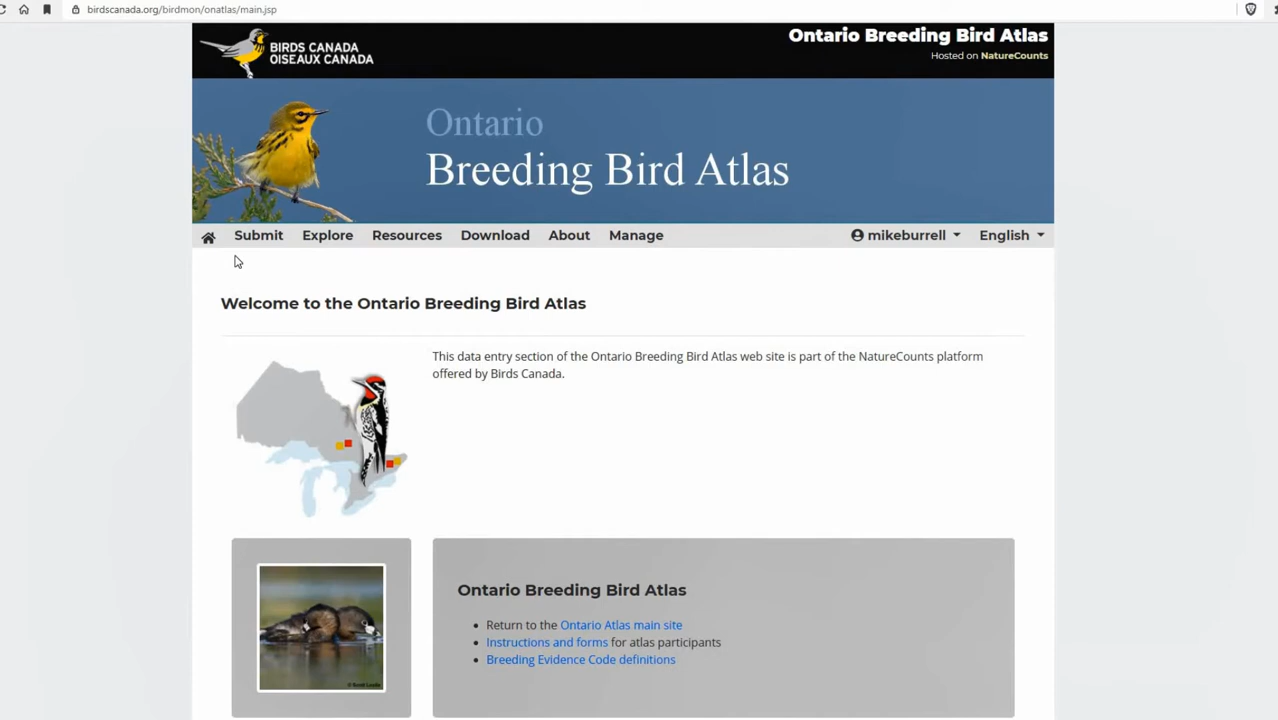 birdscanada.org/birdmon/onatlas/main.jsp
BIRDS CANADA
OISEAUX CANADA
Ontario Breeding Bird Atlas
Hosted on NatureCounts
Ontario
Breeding Bird Atlas
Submit Explore Resources Download About Manage mikeburrell English
Welcome to the Ontario Breeding Bird Atlas
This data entry section of the Ontario Breeding Bird Atlas web site is part of the NatureCounts platform
offered by Birds Canada.
Ontario Breeding Bird Atlas
• Return to the Ontario Atlas main site
• Instructions and forms for atlas participants
• Breeding Evidence Code definitions